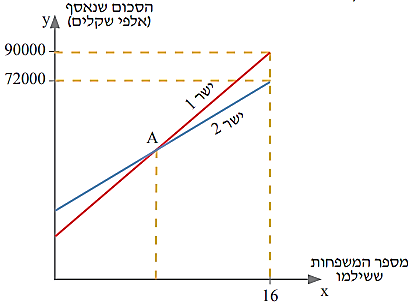 הסכום שנאסף
(אלפי שקלים)
y
90000
72000
ישר 1
ישר 2
A
מספר המשפחות
ששילמו
x
16